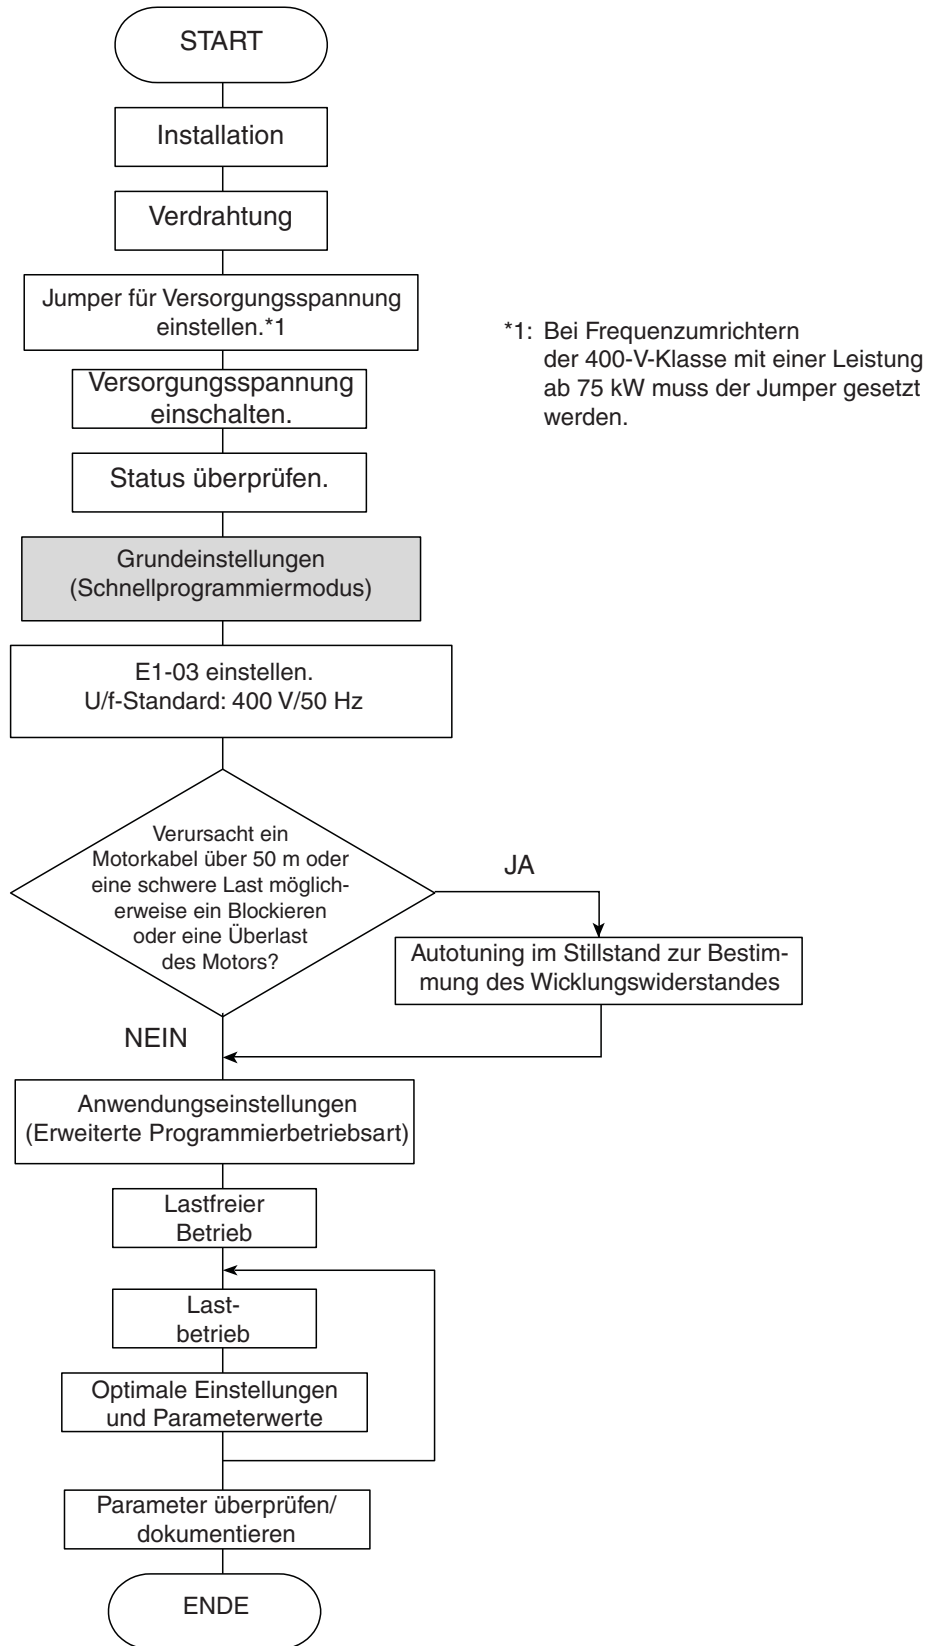 START
Installation
Verdrahtung
Jumper für Versorgungsspannung
einstellen.*1
*1: Bei Frequenzumrichtern
der 400-V-Klasse mit einer Leistung
ab 75 kW muss der Jumper gesetzt
werden.
Versorgungsspannung
einschalten.
Status überprüfen.
Grundeinstellungen
(Schnellprogrammiermodus)
E1-03 einstellen.
U/f-Standard: 400 V/50 Hz
Verursacht ein
Motorkabel über 50 m oder
eine schwere Last möglich-
erweise ein Blockieren
oder eine Überlast
des Motors?
JA
Autotuning im Stillstand zur Bestim-
mung des Wicklungswiderstandes
NEIN
Anwendungseinstellungen
(Erweiterte Programmierbetriebsart)
Lastfreier
Betrieb
Last-
betrieb
Optimale Einstellungen
und Parameterwerte
Parameter überprüfen/
dokumentieren
ENDE